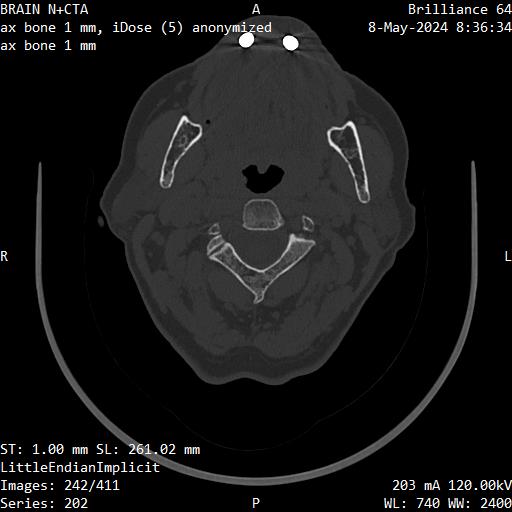 BRAIN N+CTA
A
Brilliance 64
ax bone 1 mm, iDose (5) anonymized
8-May-2024 8:36:34
ax bone 1 mm
R
L
ST: 1.00 mm SL: 261.02 mm
LittleEndianImplicit
Images: 242/411
203 mA 120.00kV
Series: 202
P
WL: 740 WW: 2400